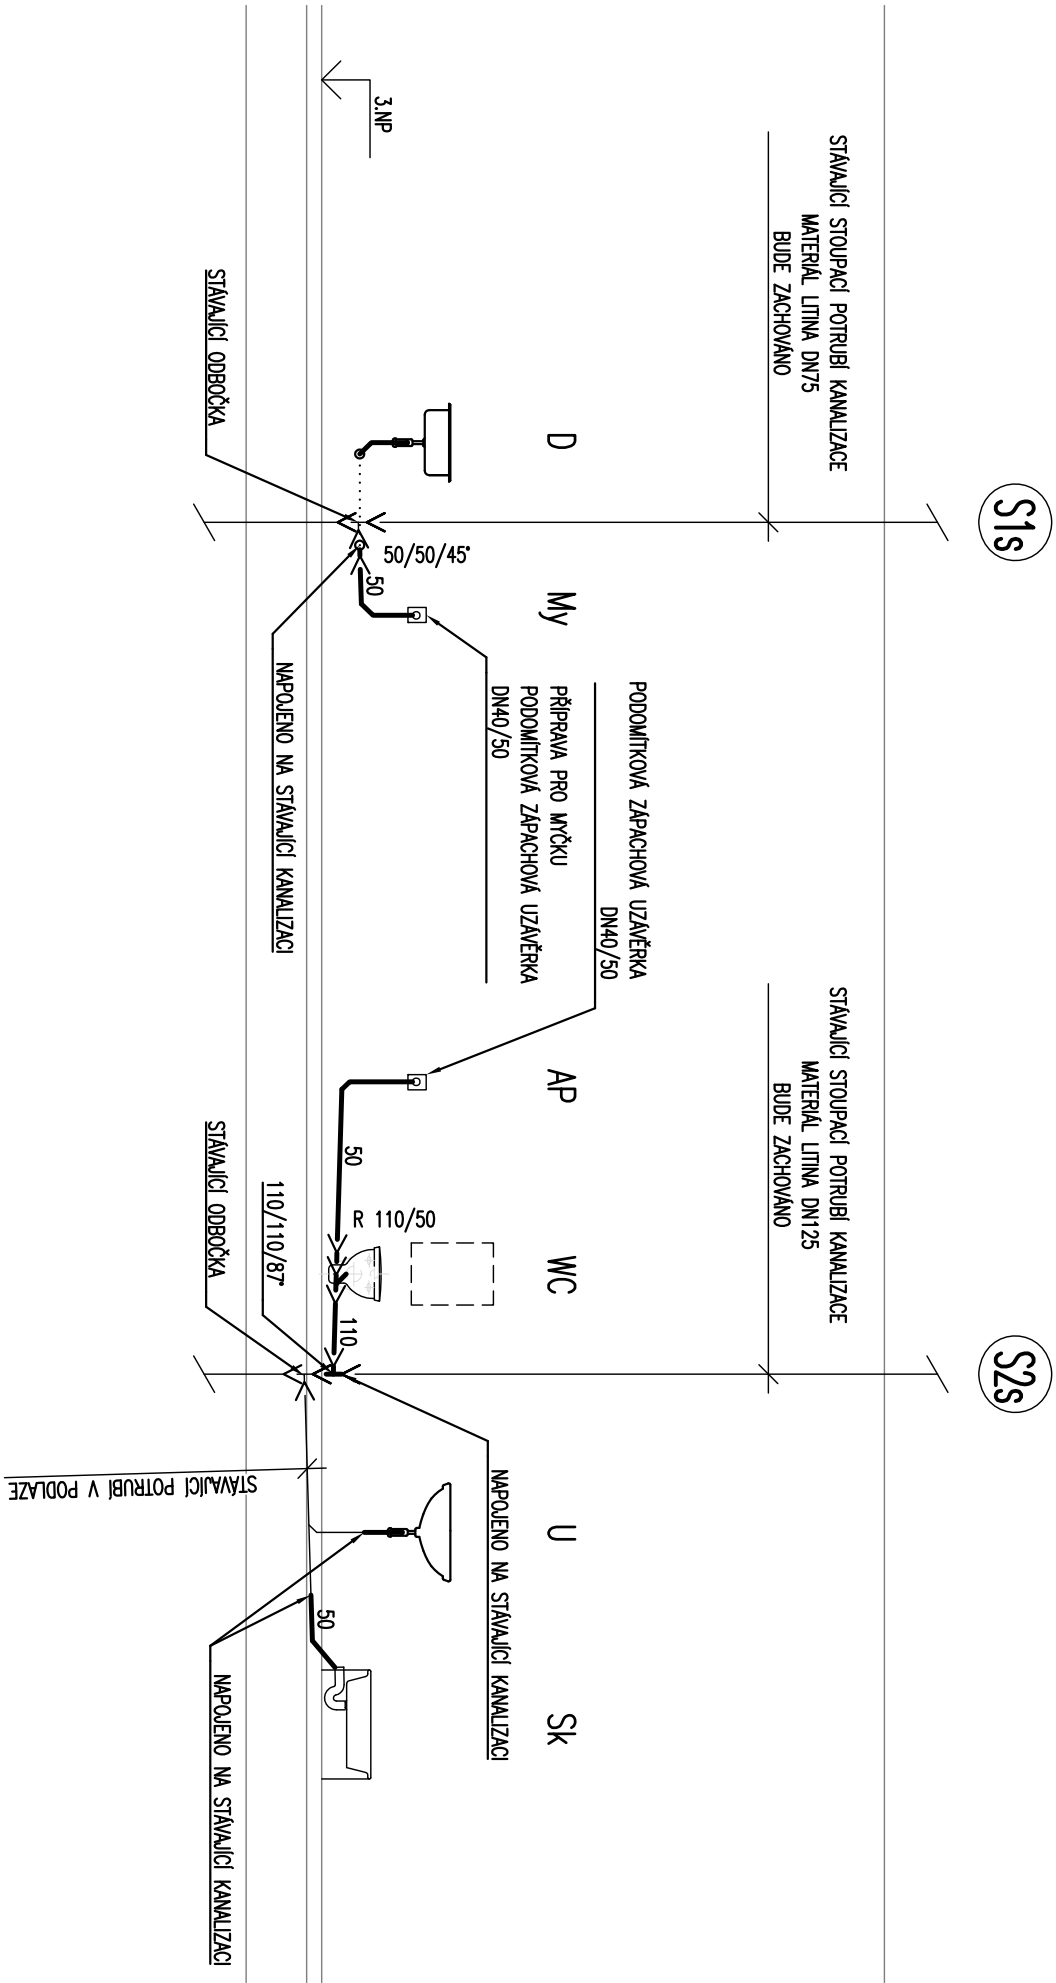 S1s
S2s
STÁVAJÍCÍ STOUPACÍ POTRUBÍ KANALIZACE
MATERIÁL LITINA DN75
BUDE ZACHOVÁNO
STÁVAJÍCÍ STOUPACÍ POTRUBÍ KANALIZACE
MATERIÁL LITINA DN125
BUDE ZACHOVÁNO
PODOMÍTKOVÁ ZÁPACHOVÁ UZÁVĚRKA
DN40/50
D
My
AP
WC
U
Sk
PŘÍPRAVA PRO MYČKU
PODOMÍTKOVÁ ZÁPACHOVÁ UZÁVĚRKA
DN40/50
NAPOJENO NA STÁVAJÍCÍ KANALIZACI
3.NP
50/50/45°
50
R 110/50
50
110
50
NAPOJENO NA STÁVAJÍCÍ KANALIZACI
110/110/87°
STÁVAJÍCÍ ODBOČKA
STÁVAJÍCÍ ODBOČKA
STÁVAJÍCÍ POTRUBÍ V PODLAZE
NAPOJENO NA STÁVAJÍCÍ KANALIZACI